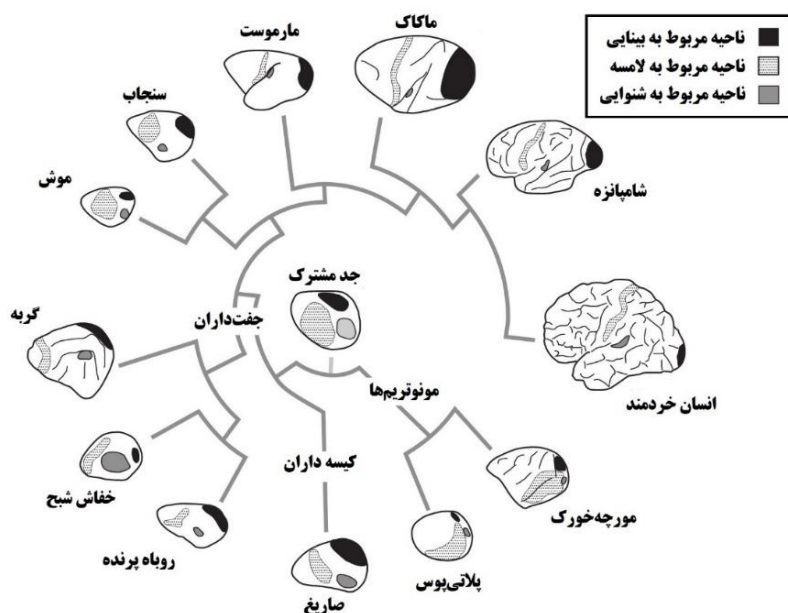 ناحیه مربوط به بینایی
ناحیه مربوط به لامسه
ناحیه مربوط به شنوایی
ماکاک
مارموست
سنجاب
شامپانزه
موش
جد مشترک
جفت‌داران
گربه
مونوتریم‌ها
انسان خردمند
کیسه داران
خفاش شبح
مورچه‌خورک
روباه پرنده
پلاتی‌پوس
صاریغ